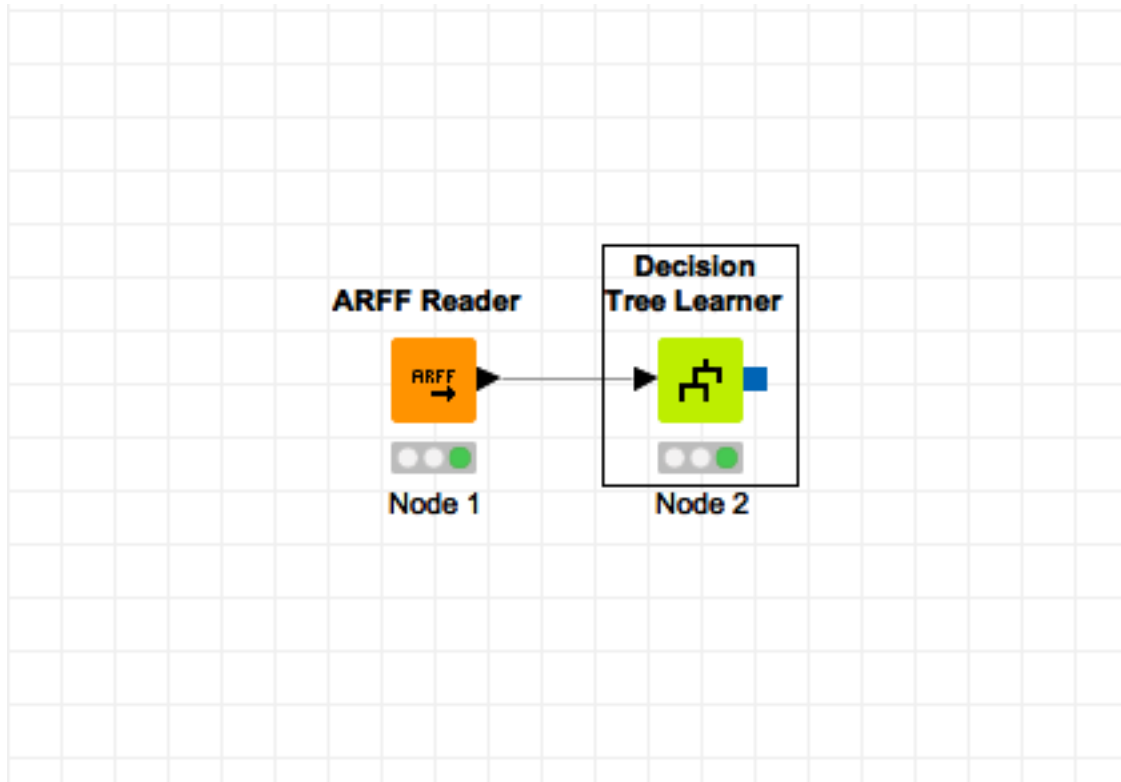 Decision
ARFF Reader
Tree Learner
ARFF
Node 1
Node 2